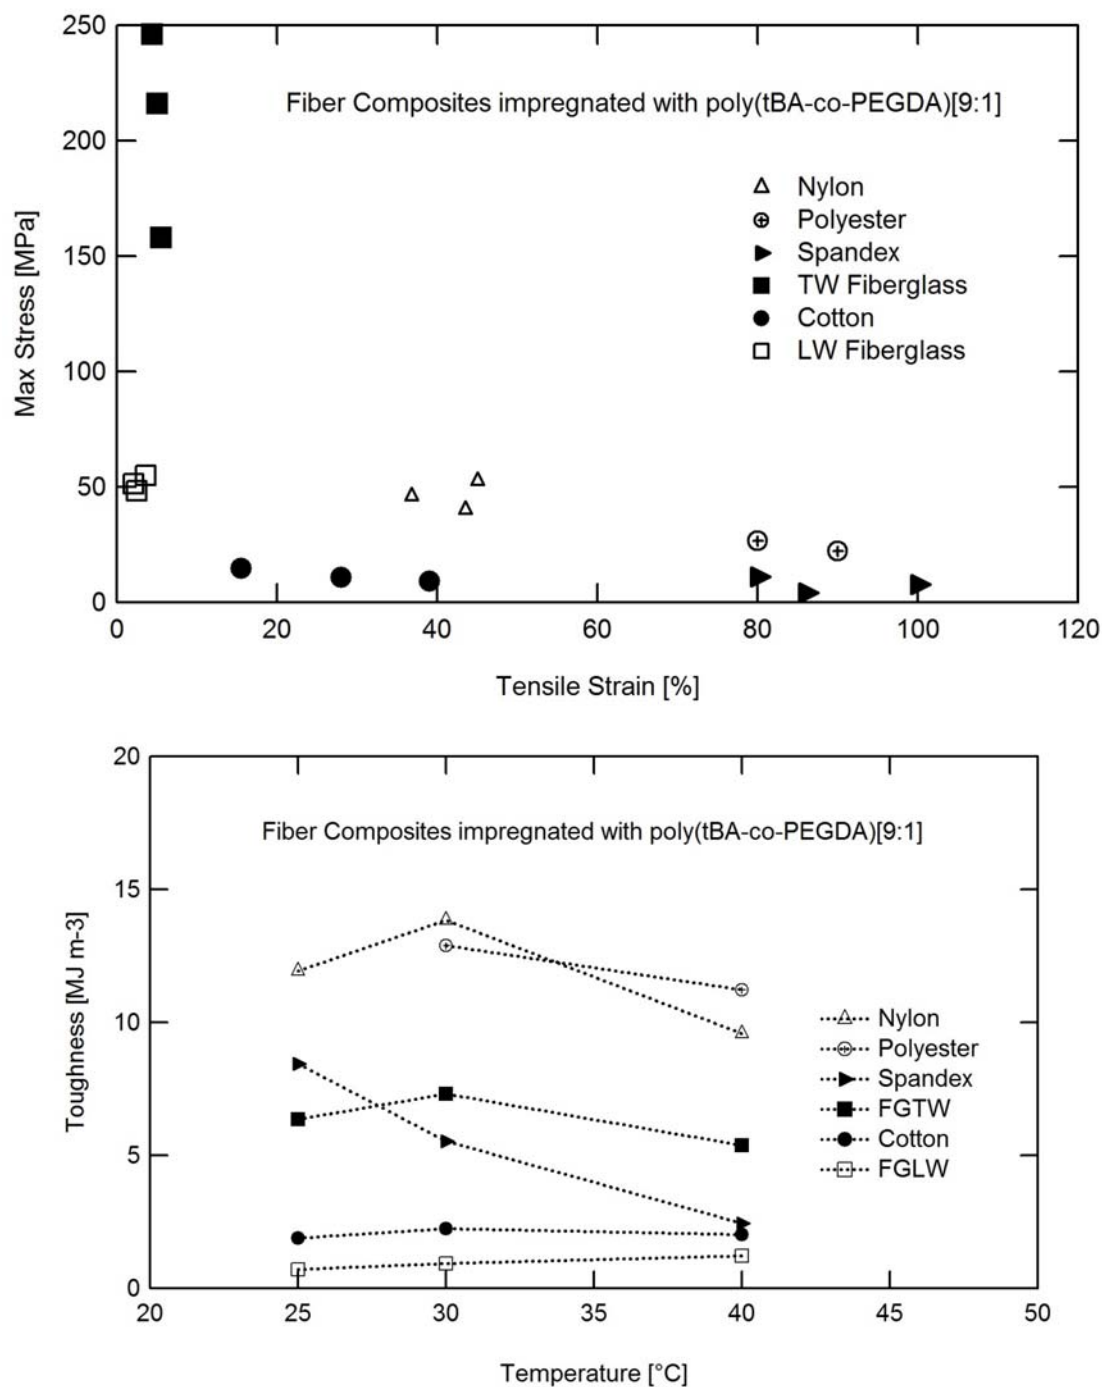 250
Fiber Composites impregnated with poly(tBA-co-PEGDA)[9:1]
200
Nylon
Polyester
Spandex
TW Fiberglass
Cotton
LW Fiberglass
150
100
50
0
Max Stress [MPa]
0 20 40 60 80 100 120
Tensile Strain [%]
20
Fiber Composites impregnated with poly(tBA-co-PEGDA)[9:1]
15
10
5
0
Toughness [MJ m-3]
Nylon
Polyester
Spandex
FGTW
Cotton
FGLW
20 25 30 35 40 45 50
Temperature [°C]